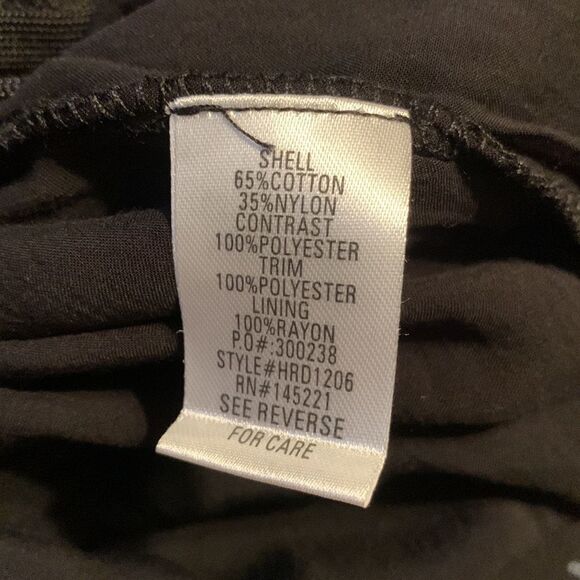 SHELL
65%COTTON
35%NYLON
CONTRAST
100%POLYESTER
TRIM
100%POLYESTER
LINING
100%RAYON
P.O#:300238
STYLE#HRD1206
RN#145221
SEE REVERSE
FOR CARE